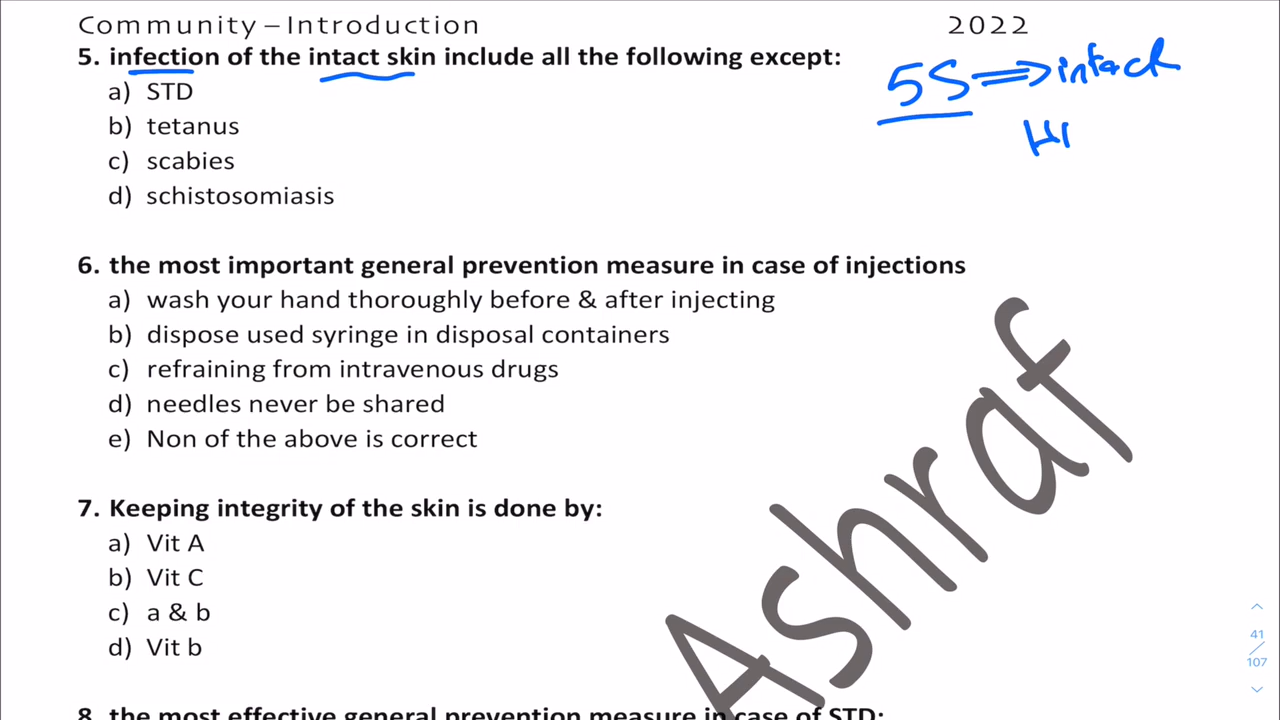 Community – Introduction 2022
5. infection of the intact skin include all the following except:
5S ⇒ intack
a) STD
b) tetanus
c) scabies
d) schistosomiasis
6. the most important general prevention measure in case of injections
a) wash your hand thoroughly before & after injecting
b) dispose used syringe in disposal containers
c) refraining from intravenous drugs
d) needles never be shared
e) Non of the above is correct
7. Keeping integrity of the skin is done by:
a) Vit A
b) Vit C
c) a & b
d) Vit b
8. the most effective general prevention measure in case of STD:
Ashraf
41
/
107